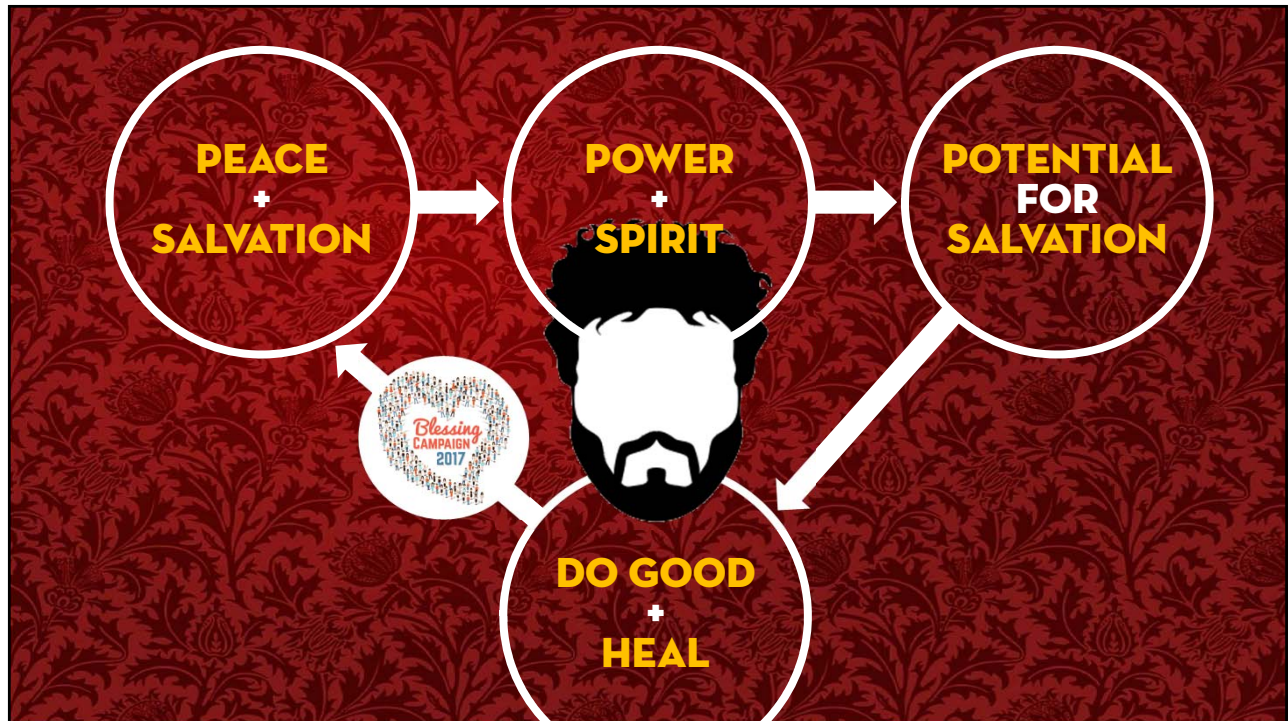 PEACE
+
SALVATION
POWER
+
SPIRIT
POTENTIAL
FOR
SALVATION
Blessing
CAMPAIGN
2017
DO GOOD
+
HEAL